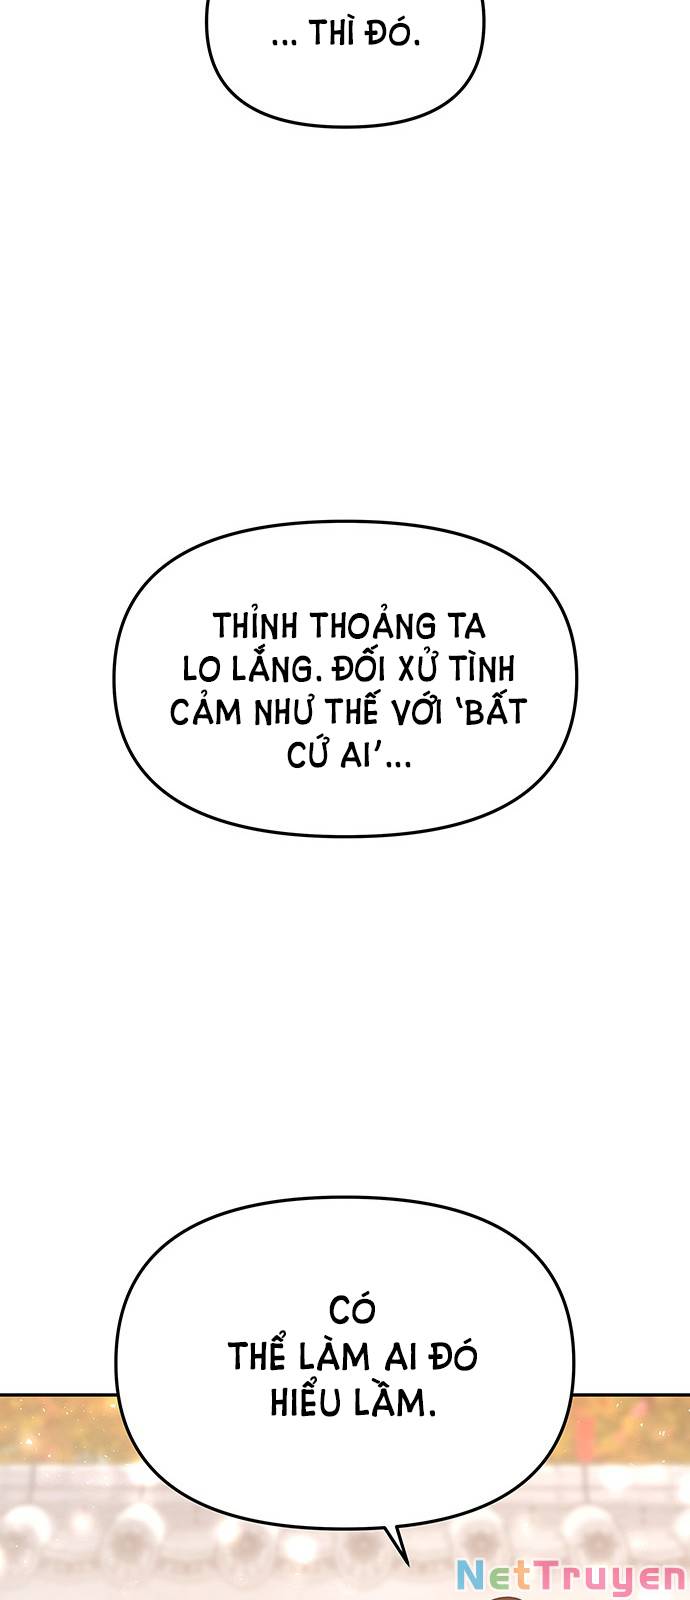 ... THÌ ĐÓ.
THỈNH THOẢNG TA
LO LẮNG. ĐỐI XỬ TÌNH
CẢM NHƯ THẾ VỚI ‘BẤT
CỨ AI’...
CÓ
THỂ LÀM AI ĐÓ
HIỂU LẦM.
NetTruyen